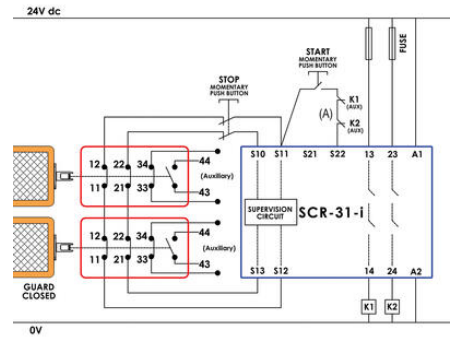 24V dc
START
MOMENTARY
PUSH BUTTON
FUSE
STOP
MOMENTARY
PUSH BUTTON
K1
(AUX)
(A)
K2
(AUX)
12 22 34
44
(Auxiliary)
11 21 33
43
S10 S11 S21 S22 13 23 A1
SUPERVISION
CIRCUIT
SCR-31-i
12 22 34
44
(Auxiliary)
11 21 33
43
GUARD
CLOSED
S13 S12 14 24 A2
K1 K2
0V